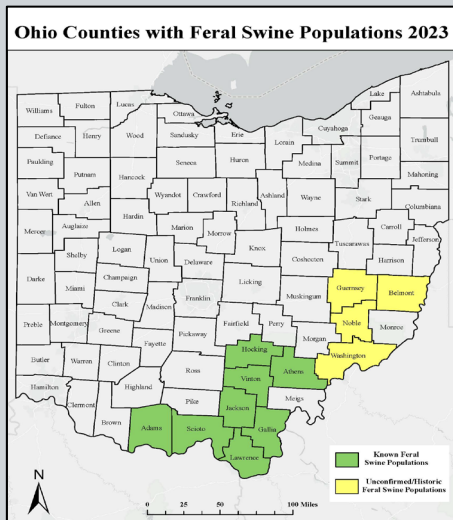 Ohio Counties with Feral Swine Populations 2023
Williams
Fulton
Lucas
Ottawa
Lake
Ashtabula
Geauga
Cuyahoga
Defiance
Henry
Wood
Sandusky
Erie
Lorain
Trumbull
Paulding
Seneca
Huron
Medina
Summit
Portage
Mahoning
Putnam
Hancock
Van Wert
Allen
Wyandot
Crawford
Richland
Ashland
Wayne
Stark
Columbiana
Hardin
Mercer
Auglaize
Marion
Morrow
Holmes
Carroll
Jefferson
Tuscarawas
Logan
Knox
Shelby
Union
Delaware
Coshocton
Harrison
Darke
Champaign
Licking
Guernsey
Belmont
Miami
Clark
Madison
Franklin
Muskingum
Preble
Montgomery
Greene
Fairfield
Perry
Noble
Monroe
Pickaway
Morgan
Fayette
Butler
Warren
Clinton
Hocking
Washington
Ross
Athens
Hamilton
Highland
Vinton
Clermont
Pike
Meigs
Jackson
Brown
Adams
Scioto
Gallia
Lawrence
Known Feral
Swine Populations
Unconfirmed/Historic
Feral Swine Populations
N
0 25 50 100 Miles